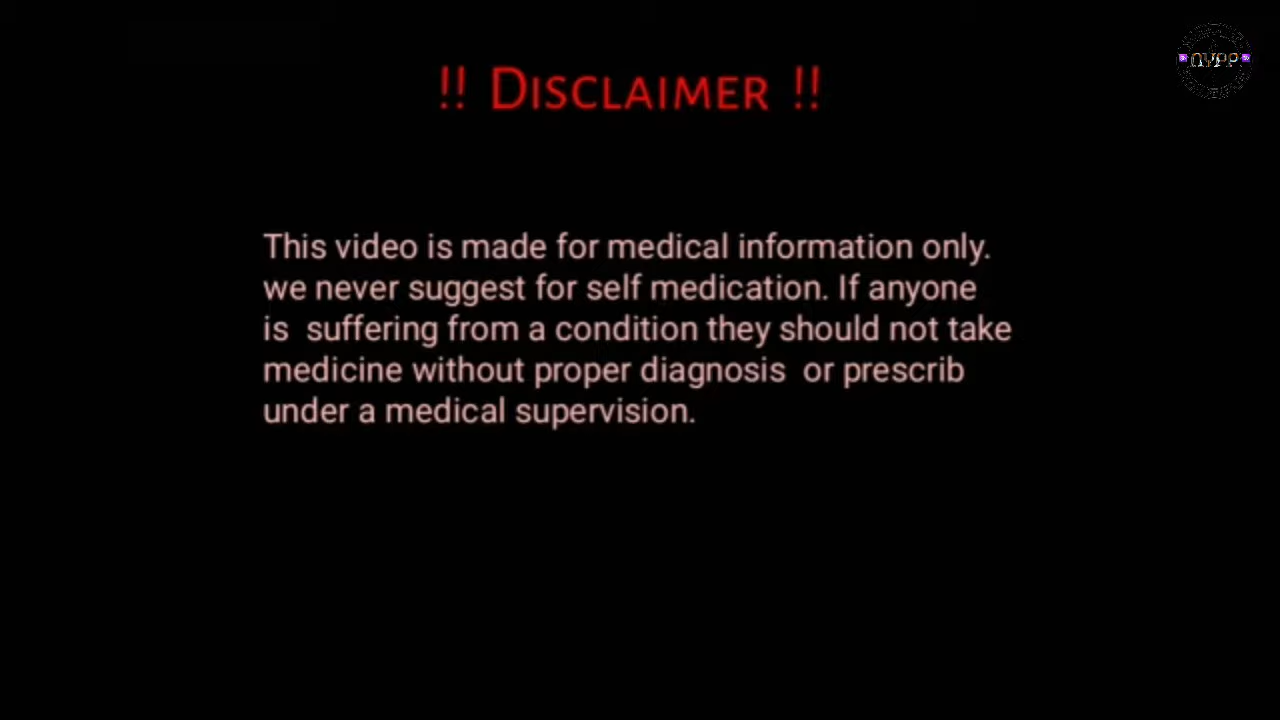 !! DISCLAIMER !!
This video is made for medical information only.
we never suggest for self medication. If anyone
is suffering from a condition they should not take
medicine without proper diagnosis or prescrib
under a medical supervision.